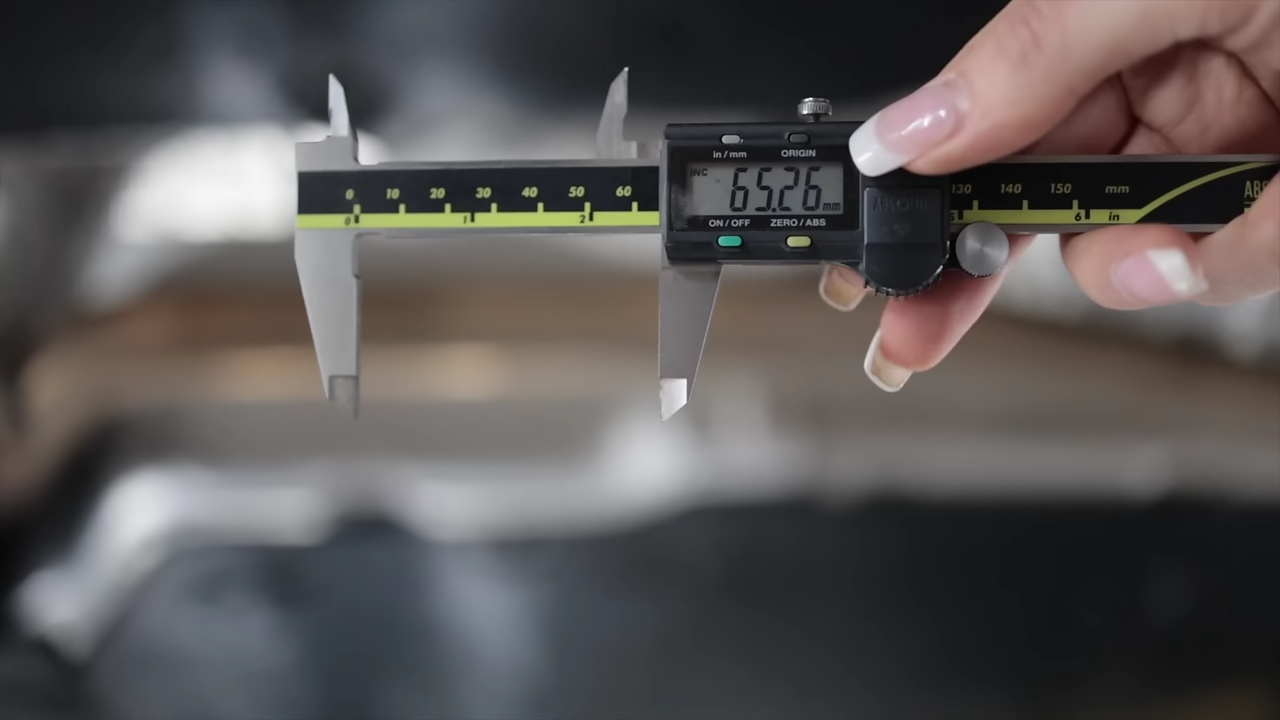 in/mm ORIGIN
INC 65.26 mm
ON/OFF ZERO/ABS
0 10 20 30 40 50 60
0 1 2
130 140 150 mm
6 in
ABS